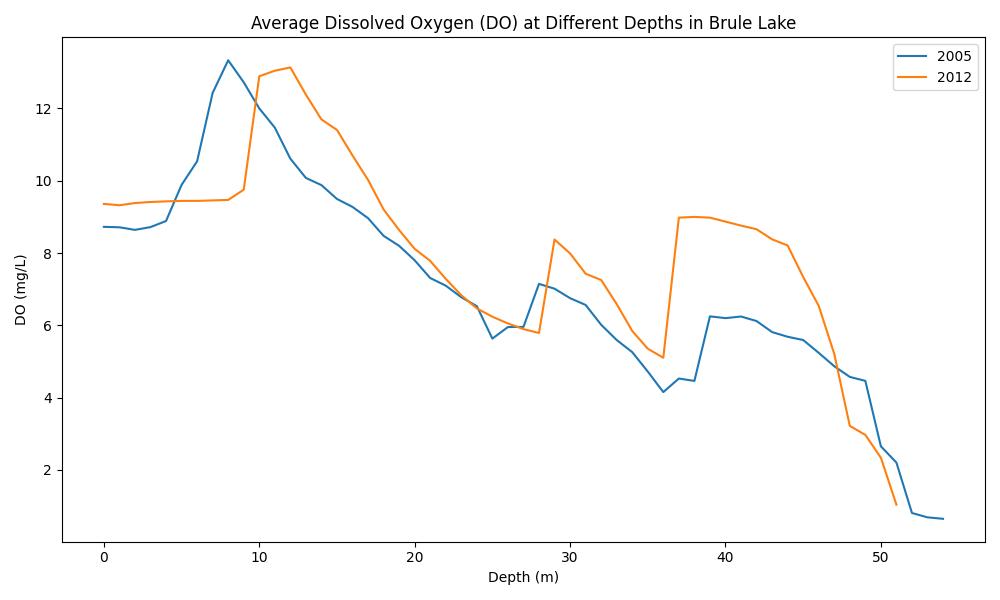 Average Dissolved Oxygen (DO) at Different Depths in Brule Lake
2005
2012
DO (mg/L)
12
10
8
6
4
2
0 10 20 30 40 50
Depth (m)